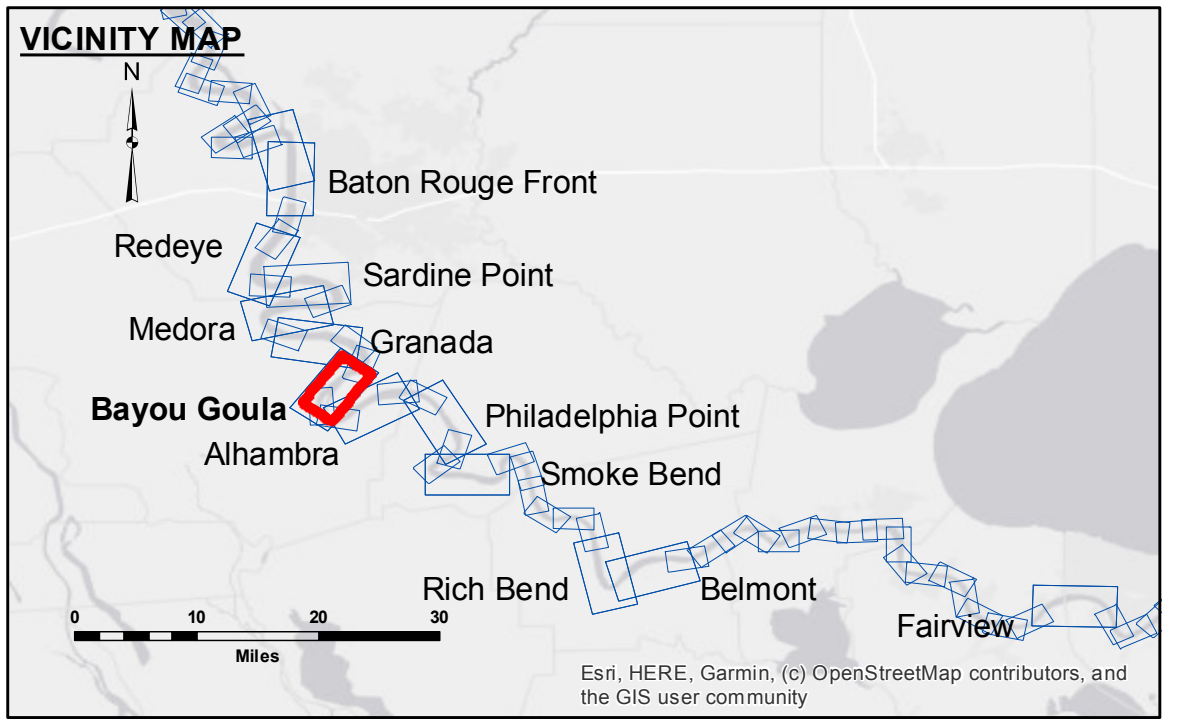 VICINITY MAP
N
Baton Rouge Front
Redeye
Sardine Point
Medora
Granada
Bayou Goula
Philadelphia Point
Alhambra
Smoke Bend
Rich Bend
Belmont
Fairview
0 10 20 30
Miles
Esri, HERE, Garmin, (c) OpenStreetMap contributors, and
the GIS user community